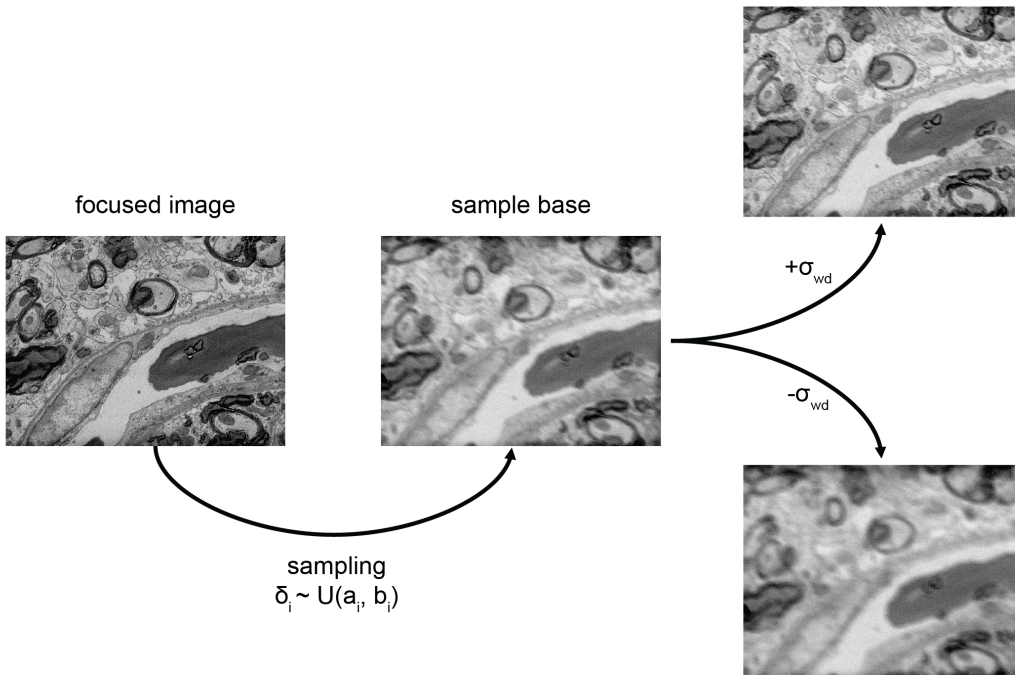 focused image
sample base
+σwd
-σwd
sampling
δi ~ U(ai, bi)